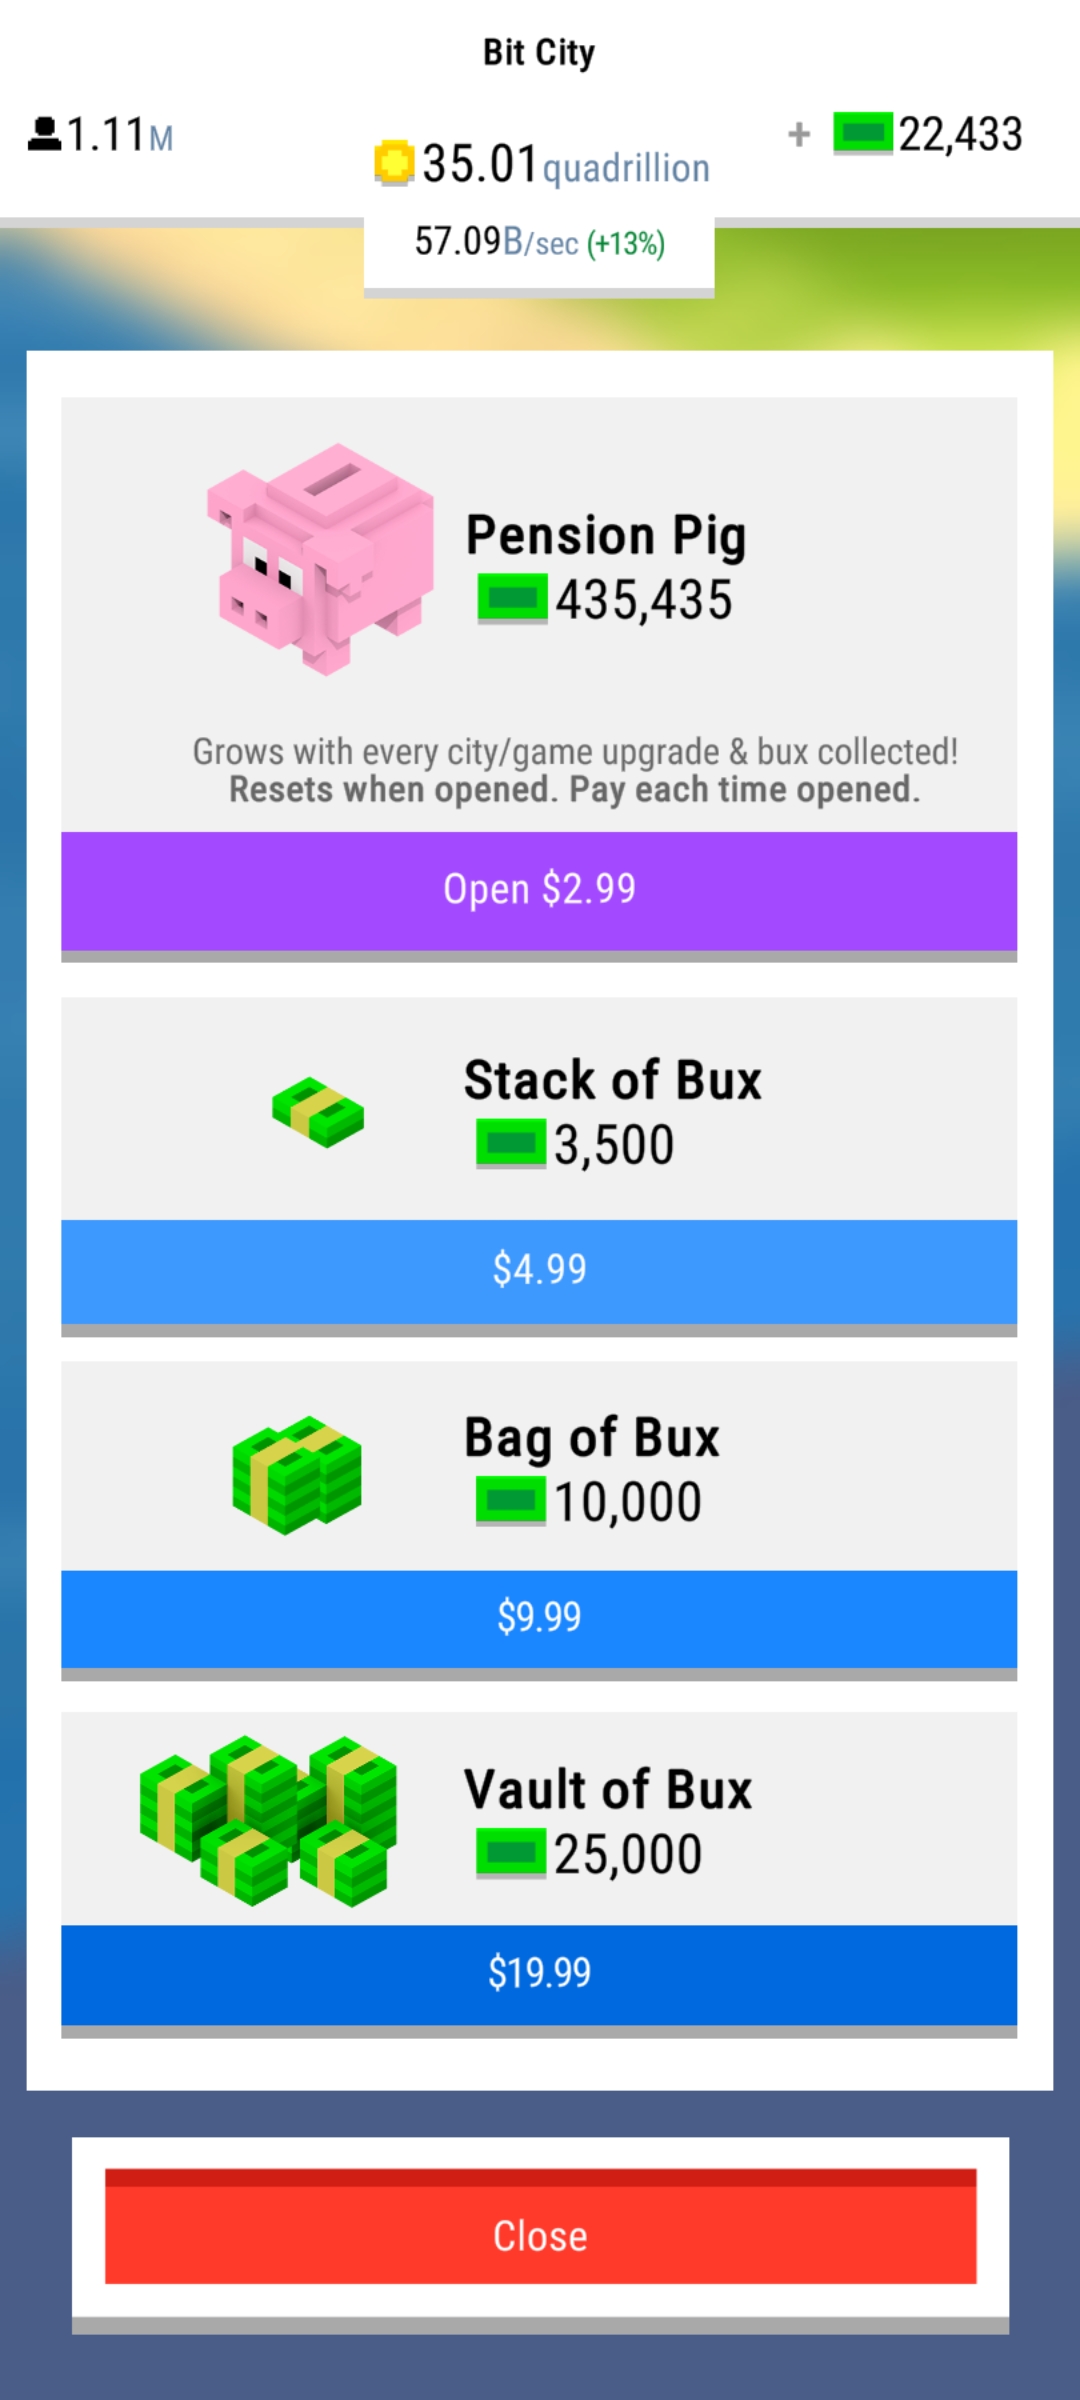 Bit City
1.11M
35.01quadrillion
+ 22,433
57.09B/sec (+13%)
Pension Pig
435,435
Grows with every city/game upgrade & bux collected!
Resets when opened. Pay each time opened.
Open $2.99
Stack of Bux
3,500
$4.99
Bag of Bux
10,000
$9.99
Vault of Bux
25,000
$19.99
Close